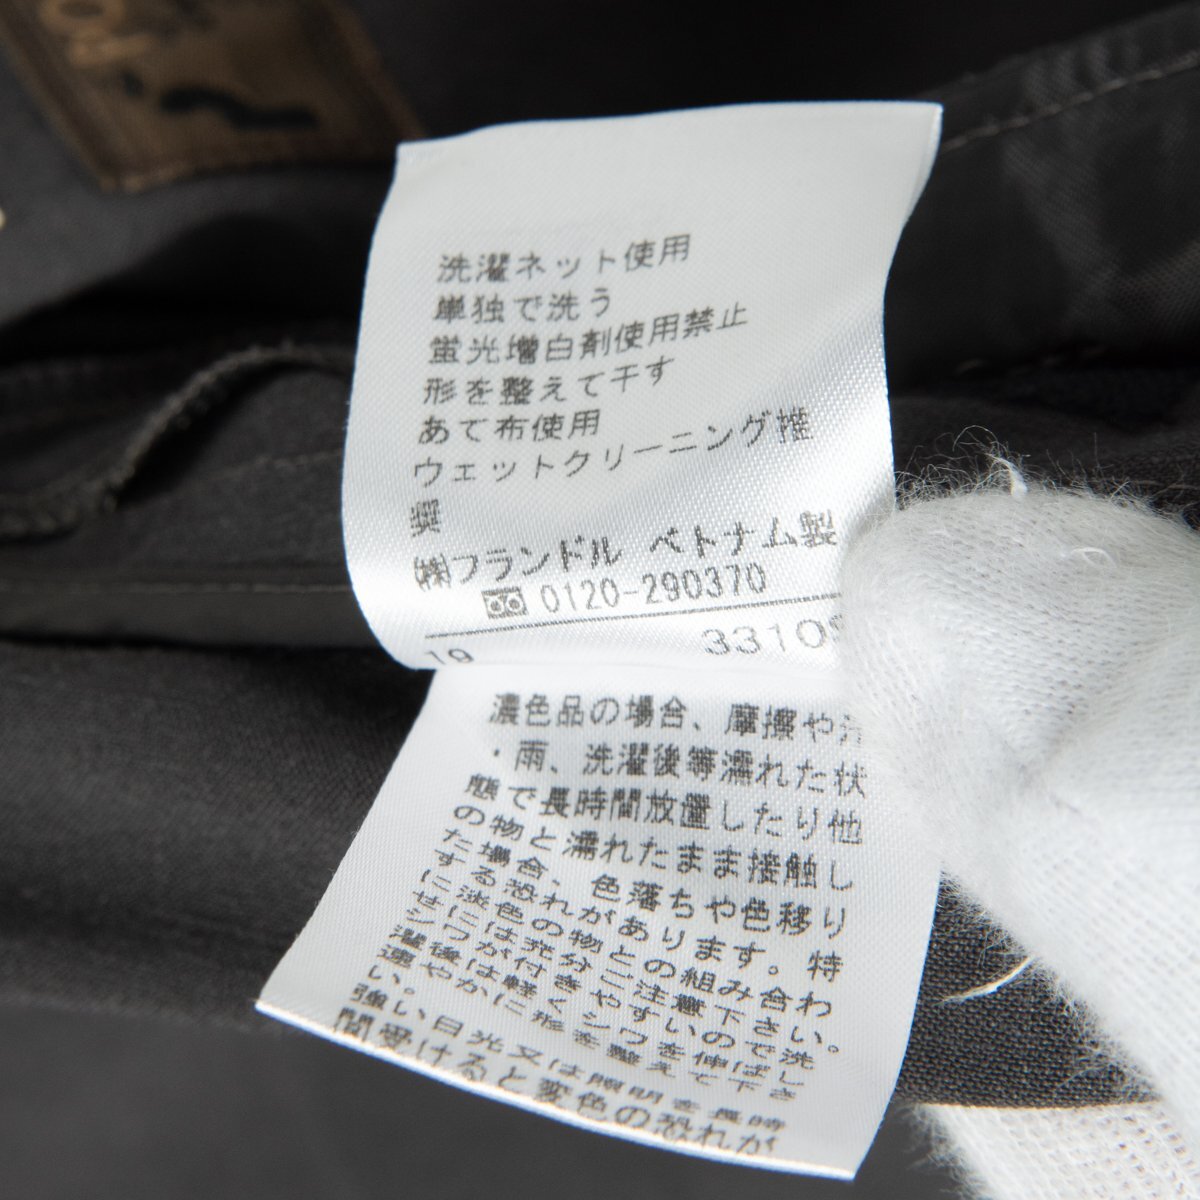 洗濯ネット使用
単独で洗う
蛍光増白剤使用禁止
形を整えて干す
あて布使用
ウェットクリーニング推
奨
㈱フランドル ベトナム製
0120-290370
19 33109
濃色品の場合、摩擦や汗
・雨、洗濯後等濡れた状
態で長時間放置したり他
の物と濡れたまま接触し
た場合、色落ちや色移り
する恐れがあります。特
に淡色の物との組み合わ
せには充分ご注意下さい。
シワが付きやすいので洗
濯後は軽くシワを伸ばし
速やかに形を整えて下さ
い。
強い日光又は照明を長時
間受けると変色の恐れが